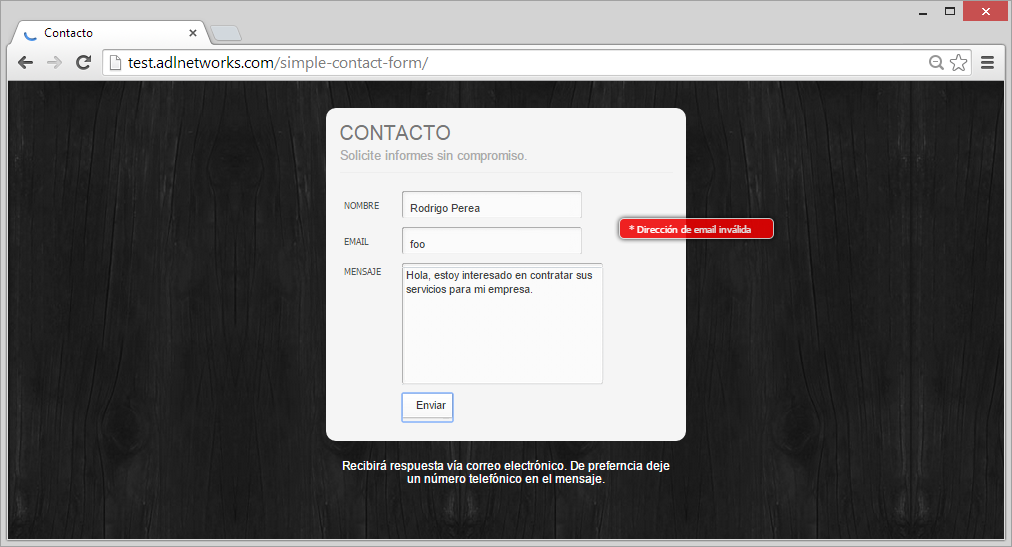 Contacto
test.adlnetworks.com/simple-contact-form/
CONTACTO
Solicite informes sin compromiso.
NOMBRE
Rodrigo Perea
* Dirección de email inválida
EMAIL
foo
MENSAJE
Hola, estoy interesado en contratar sus
servicios para mi empresa.
Enviar
Recibirá respuesta vía correo electrónico. De preferncia deje
un número telefónico en el mensaje.